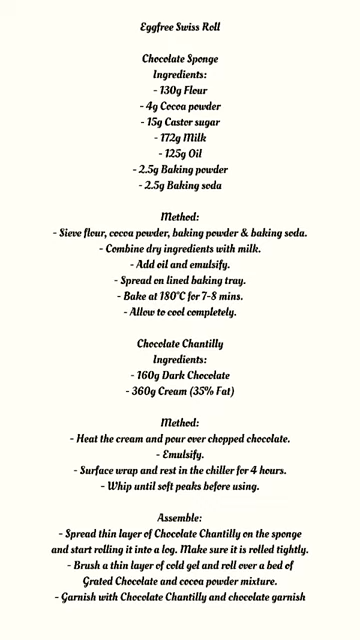 Eggfree Swiss Roll
Chocolate Sponge
Ingredients:
- 130g Flour
- 4g Cocoa powder
- 15g Castor sugar
- 172g Milk
- 125g Oil
- 2.5g Baking powder
- 2.5g Baking soda
Method:
- Sieve flour, cocoa powder, baking powder & baking soda.
- Combine dry ingredients with milk.
- Add oil and emulsify.
- Spread on lined baking tray.
- Bake at 180°C for 7-8 mins.
- Allow to cool completely.
Chocolate Chantilly
Ingredients:
- 160g Dark Chocolate
- 360g Cream (35% Fat)
Method:
- Heat the cream and pour over chopped chocolate.
- Emulsify.
- Surface wrap and rest in the chiller for 4 hours.
- Whip until soft peaks before using.
Assemble:
- Spread thin layer of Chocolate Chantilly on the sponge
and start rolling it into a log. Make sure it is rolled tightly.
- Brush a thin layer of cold gel and roll over a bed of
Grated Chocolate and cocoa powder mixture.
- Garnish with Chocolate Chantilly and chocolate garnish